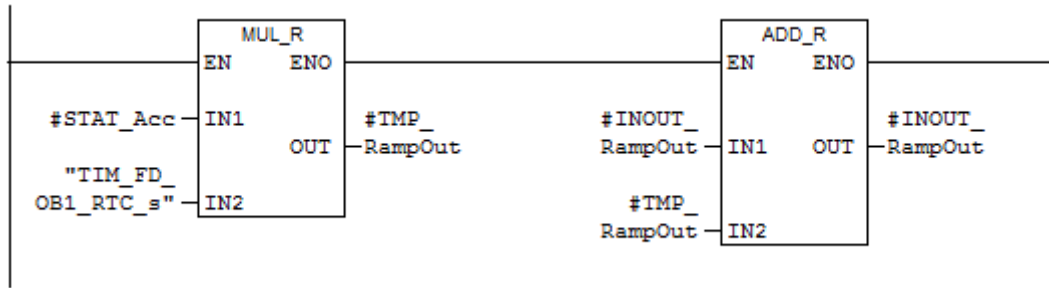 MUL_R
EN ENO
#STAT_Acc IN1
#TMP_
OUT RampOut
"TIM_FD_
OB1_RTC_s" IN2
ADD_R
EN ENO
#INOUT_
RampOut IN1
#INOUT_
OUT RampOut
#TMP_
RampOut IN2